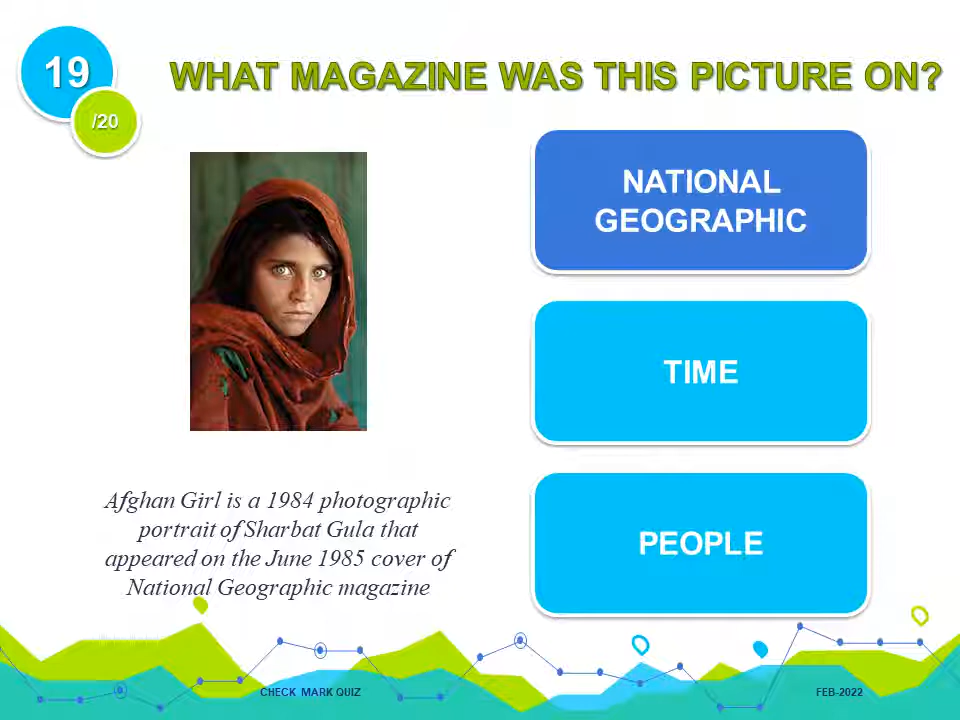 19
/20
WHAT MAGAZINE WAS THIS PICTURE ON?
NATIONAL
GEOGRAPHIC
TIME
PEOPLE
Afghan Girl is a 1984 photographic
portrait of Sharbat Gula that
appeared on the June 1985 cover of
National Geographic magazine
CHECK MARK QUIZ
FEB-2022